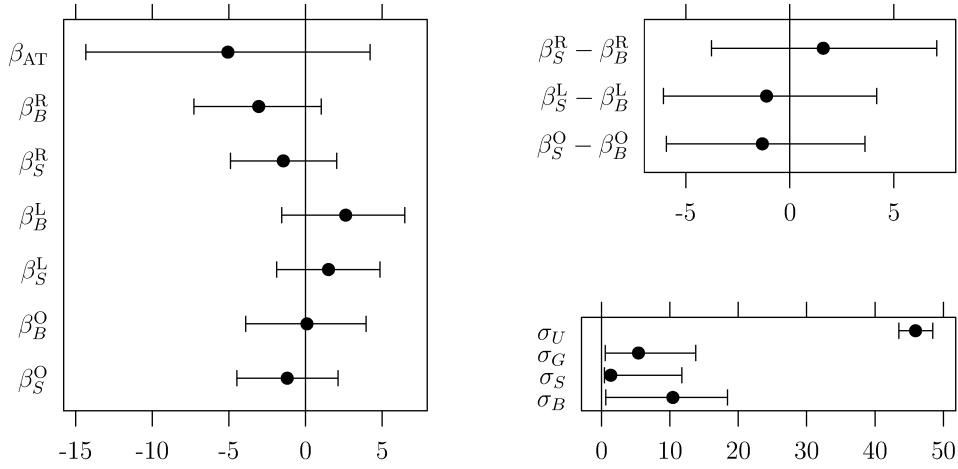 β_AT
β_B^R
β_S^R
β_B^L
β_S^L
β_B^O
β_S^O
-15 -10 -5 0 5
β_S^R − β_B^R
β_S^L − β_B^L
β_S^O − β_B^O
-5 0 5
σ_U
σ_G
σ_S
σ_B
0 10 20 30 40 50